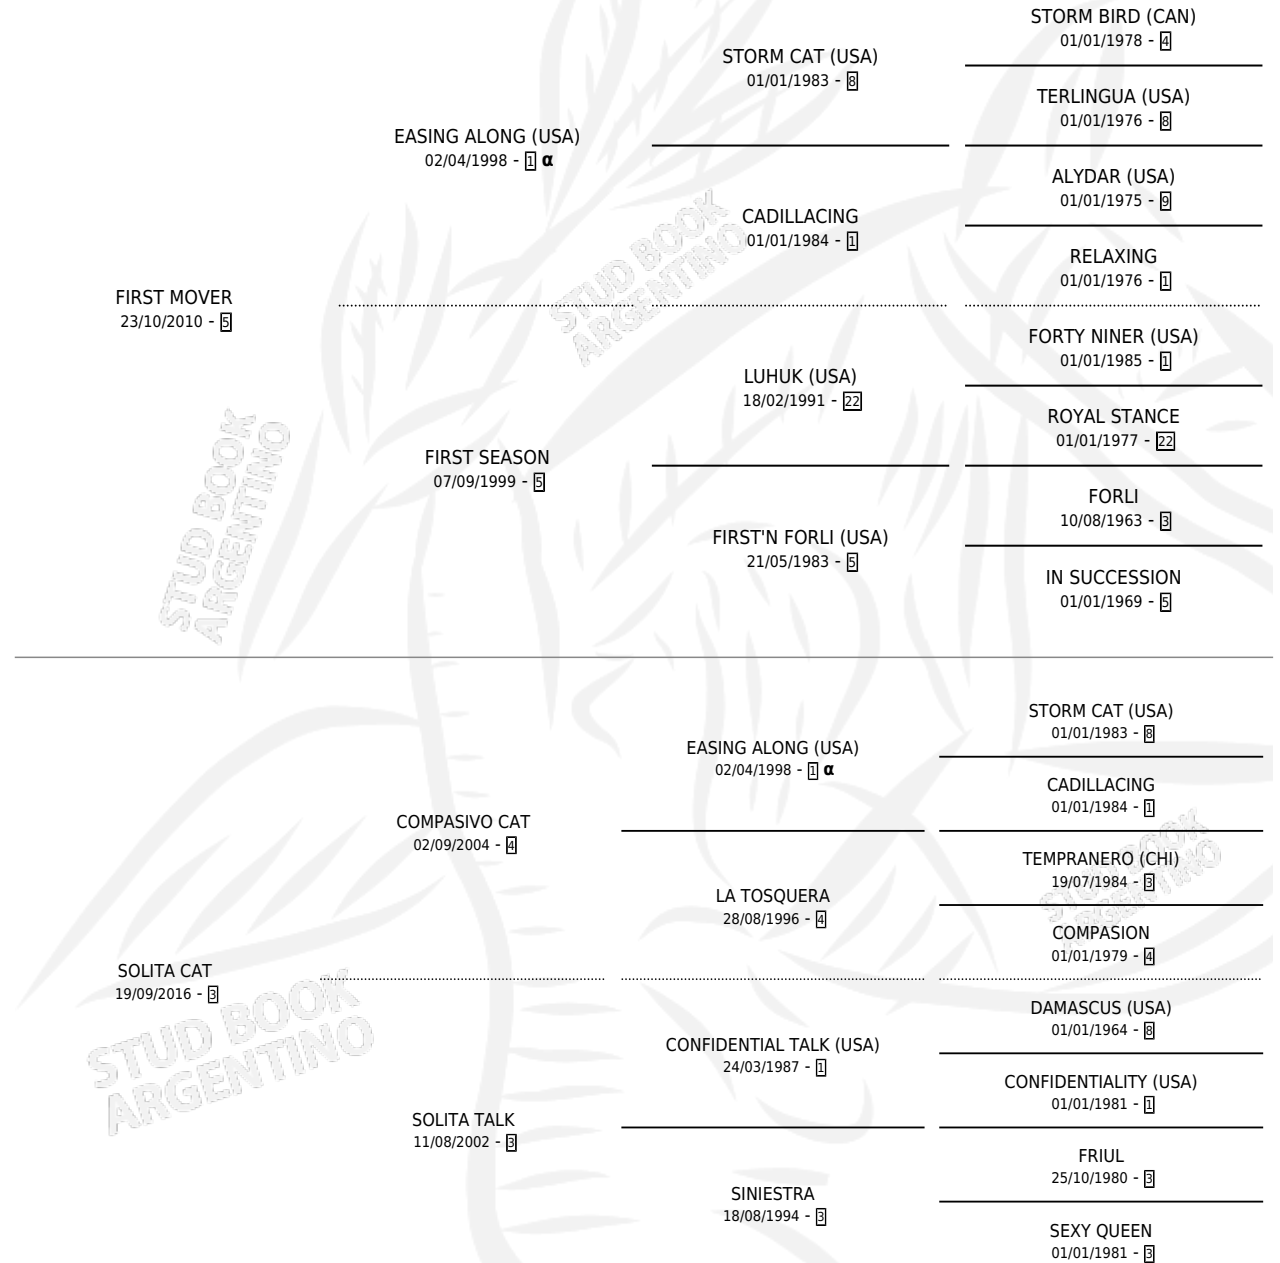 STORM BIRD (CAN)
01/01/1978 - 4
STORM CAT (USA)
01/01/1983 - 8
TERLINGUA (USA)
01/01/1976 - 8
EASING ALONG (USA)
02/04/1998 - 1 α
ALYDAR (USA)
01/01/1975 - 9
CADILLACING
01/01/1984 - 1
RELAXING
01/01/1976 - 1
FIRST MOVER
23/10/2010 - 5
FORTY NINER (USA)
01/01/1985 - 1
LUHUK (USA)
18/02/1991 - 22
ROYAL STANCE
01/01/1977 - 22
FIRST SEASON
07/09/1999 - 5
FORLI
10/08/1963 - 3
FIRST'N FORLI (USA)
21/05/1983 - 5
IN SUCCESSION
01/01/1969 - 5
STORM CAT (USA)
01/01/1983 - 8
EASING ALONG (USA)
02/04/1998 - 1 α
CADILLACING
01/01/1984 - 1
COMPASIVO CAT
02/09/2004 - 4
TEMPRANERO (CHI)
19/07/1984 - 3
LA TOSQUERA
28/08/1996 - 4
COMPASION
01/01/1979 - 4
SOLITA CAT
19/09/2016 - 3
DAMASCUS (USA)
01/01/1964 - 8
CONFIDENTIAL TALK (USA)
24/03/1987 - 1
CONFIDENTIALITY (USA)
01/01/1981 - 1
SOLITA TALK
11/08/2002 - 3
FRIUL
25/10/1980 - 3
SINIESTRA
18/08/1994 - 3
SEXY QUEEN
01/01/1981 - 3
STUD BOOK
ARGENTINO
STUD BOOK
ARGENTINO
STUD BOOK
ARGENTINO
STUD BOOK
ARGENTINO